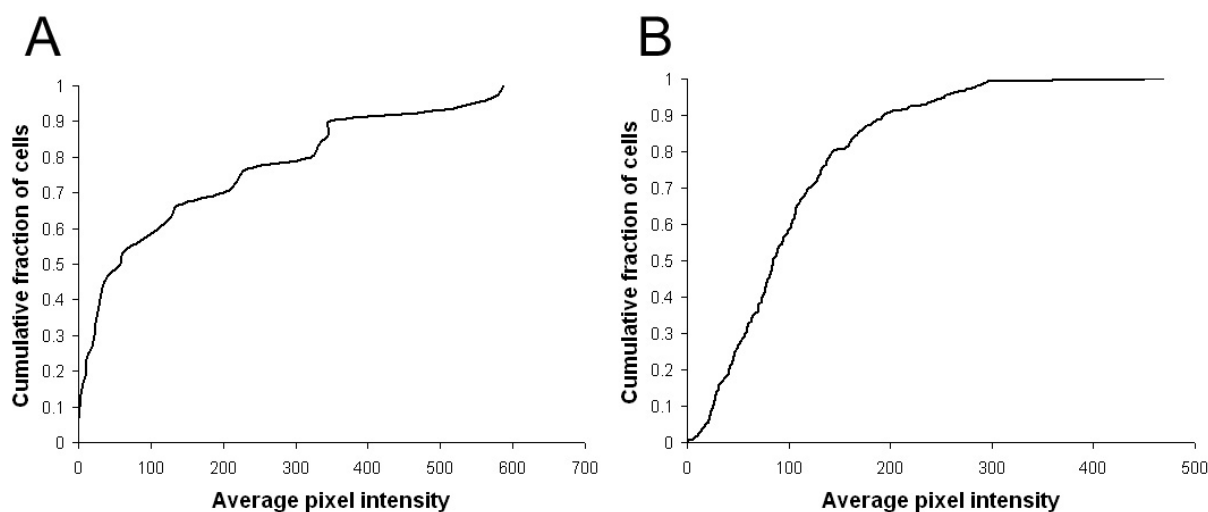 A
Cumulative fraction of cells
1
0.9
0.8
0.7
0.6
0.5
0.4
0.3
0.2
0.1
0
0 100 200 300 400 500 600 700
Average pixel intensity
B
Cumulative fraction of cells
1
0.9
0.8
0.7
0.6
0.5
0.4
0.3
0.2
0.1
0
0 100 200 300 400 500
Average pixel intensity